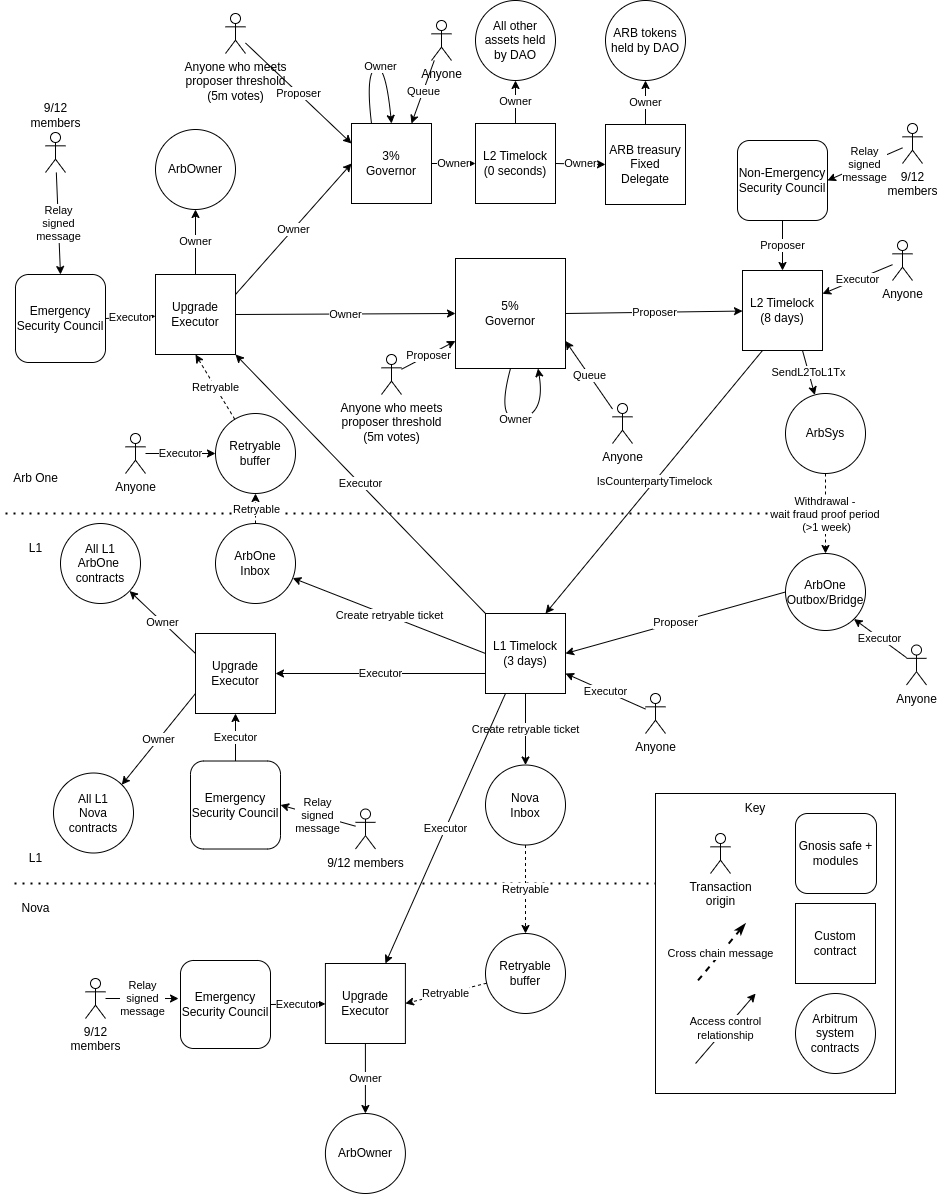 Anyone who meets
proposer threshold
(5m votes)
Proposer
Owner
Queue
Anyone
All other
assets held
by DAO
Owner
ARB tokens
held by DAO
Owner
9/12
members
Relay
signed
message
ArbOwner
Owner
3%
Governor
Owner
L2 Timelock
(0 seconds)
Owner
ARB treasury
Fixed
Delegate
Non-Emergency
Security Council
Relay
signed
message
9/12
members
Proposer
Owner
Emergency
Security Council
Executor
Upgrade
Executor
Owner
5%
Governor
Proposer
L2 Timelock
(8 days)
Executor
Anyone
Proposer
Anyone who meets
proposer threshold
(5m votes)
Owner
Queue
Anyone
SendL2ToL1Tx
ArbSys
Retryable
Retryable
buffer
Executor
Anyone
Arb One
Executor
IsCounterpartyTimelock
Withdrawal -
wait fraud proof period
(>1 week)
Retryable
L1
All L1
ArbOne
contracts
ArbOne
Inbox
Create retryable ticket
ArbOne
Outbox/Bridge
Executor
Anyone
Proposer
L1 Timelock
(3 days)
Executor
Anyone
Owner
Upgrade
Executor
Executor
Owner
Executor
Create retryable ticket
All L1
Nova
contracts
Emergency
Security Council
Relay
signed
message
9/12 members
Executor
Nova
Inbox
L1
Nova
Retryable
Retryable
buffer
Retryable
9/12
members
Relay
signed
message
Emergency
Security Council
Executor
Upgrade
Executor
Owner
ArbOwner
Key
Transaction
origin
Gnosis safe +
modules
Cross chain message
Custom
contract
Access control
relationship
Arbitrum
system
contracts